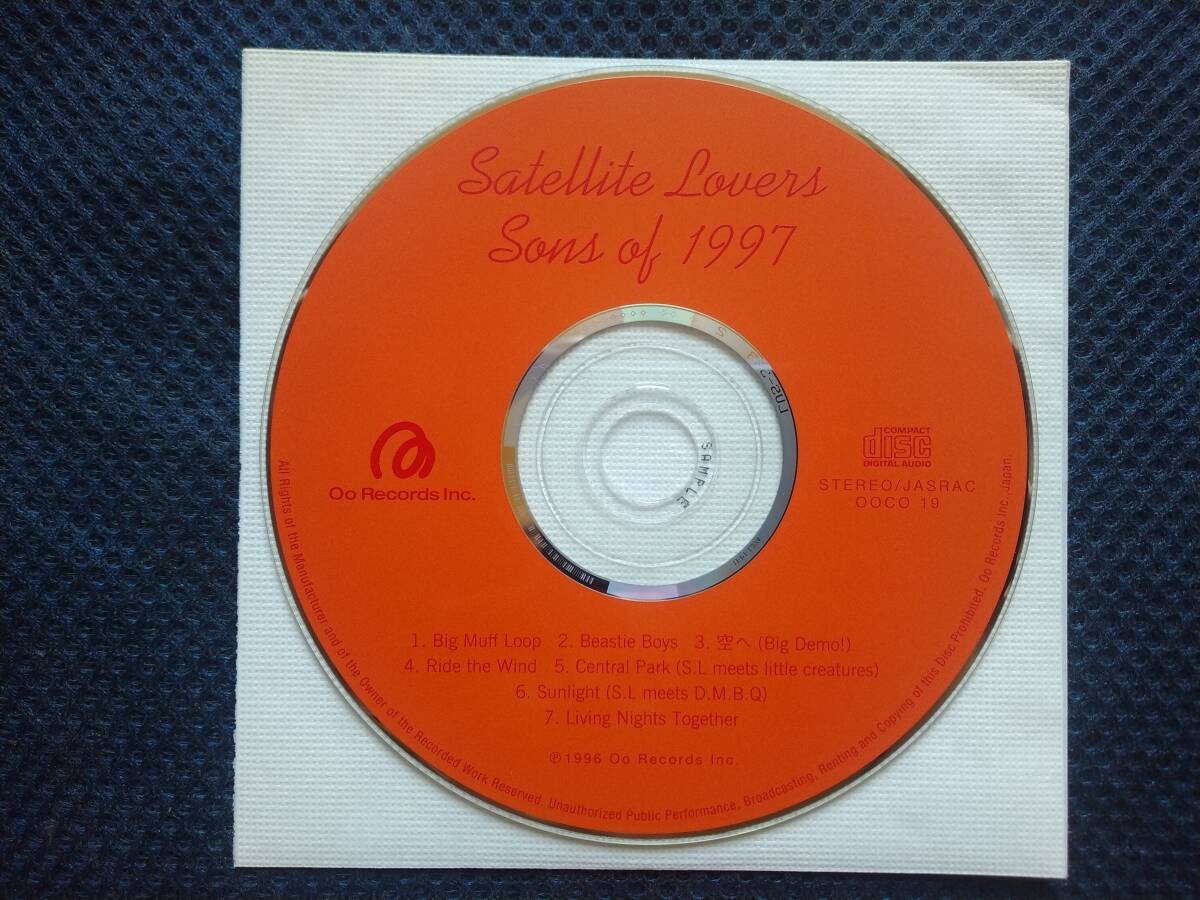 Satellite Lovers
Sons of 1997
Oo Records Inc.
COMPACT
disc
DIGITAL AUDIO
STEREO/JASRAC
OOCO 19
SAMPLE
1. Big Muff Loop 2. Beastie Boys 3. 空へ (Big Demo!)
4. Ride the Wind 5. Central Park (S.L meets little creatures)
6. Sunlight (S.L meets D.M.B.Q)
7. Living Nights Together
℗1996 Oo Records Inc.
All Rights of the Manufacturer and of the Owner of the Recorded Work Reserved. Unauthorized Public Performance, Broadcasting, Renting and Copying of this Disc Prohibited. Oo Records Inc.,Japan.